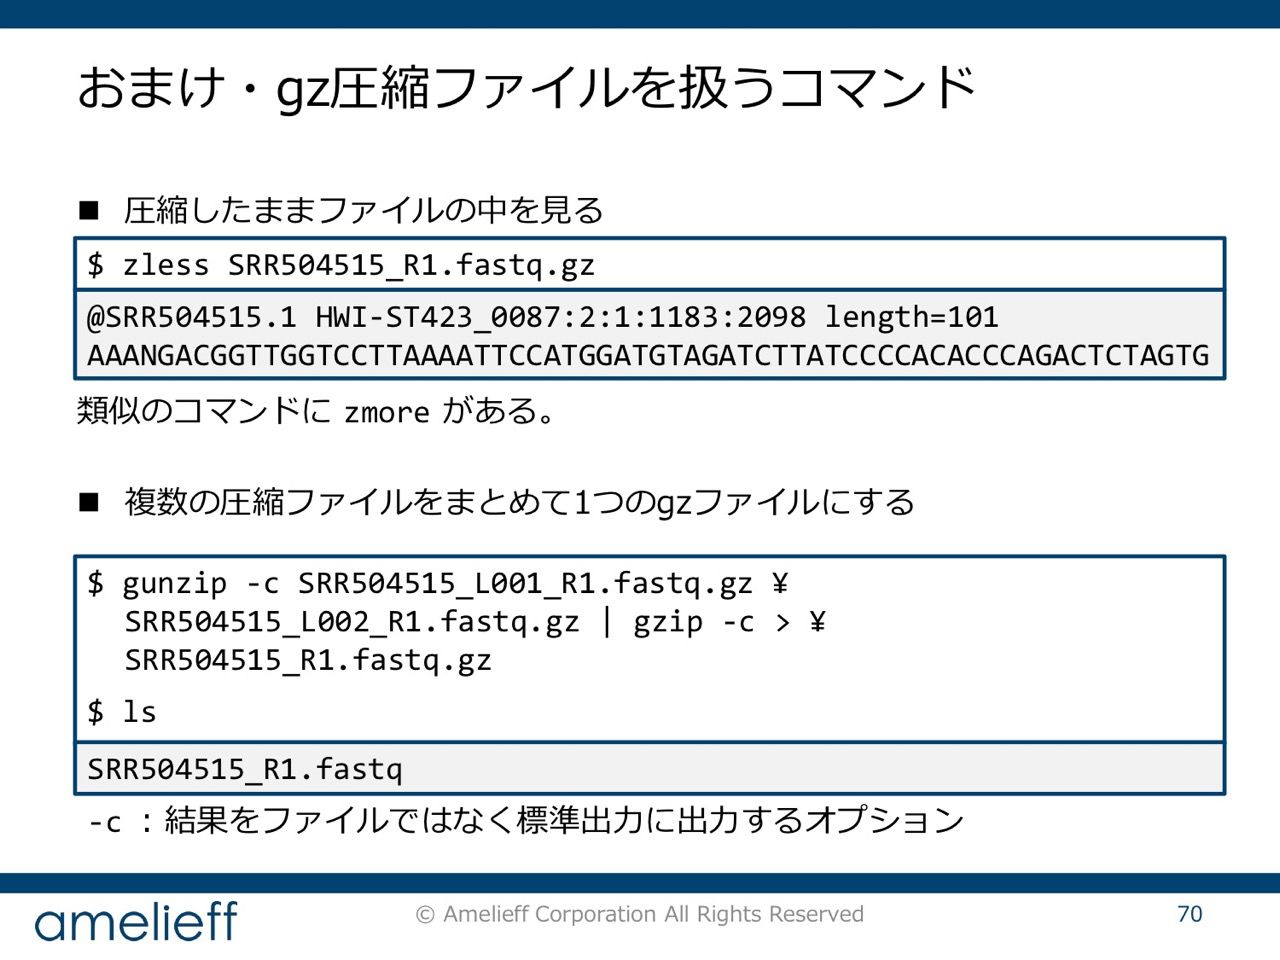 おまけ・gz圧縮ファイルを扱うコマンド
■ 圧縮したままファイルの中を見る
$ zless SRR504515_R1.fastq.gz
@SRR504515.1 HWI-ST423_0087:2:1:1183:2098 length=101
AAANGACGGTTGGTCCTTAAAATTCCATGGATGTAGATCTTATCCCCACACCCAGACTCTAGTG
類似のコマンドに zmore がある。
■ 複数の圧縮ファイルをまとめて1つのgzファイルにする
$ gunzip -c SRR504515_L001_R1.fastq.gz ¥
SRR504515_L002_R1.fastq.gz | gzip -c > ¥
SRR504515_R1.fastq.gz
$ ls
SRR504515_R1.fastq
-c : 結果をファイルではなく標準出力に出力するオプション
amelieff
© Amelieff Corporation All Rights Reserved
70